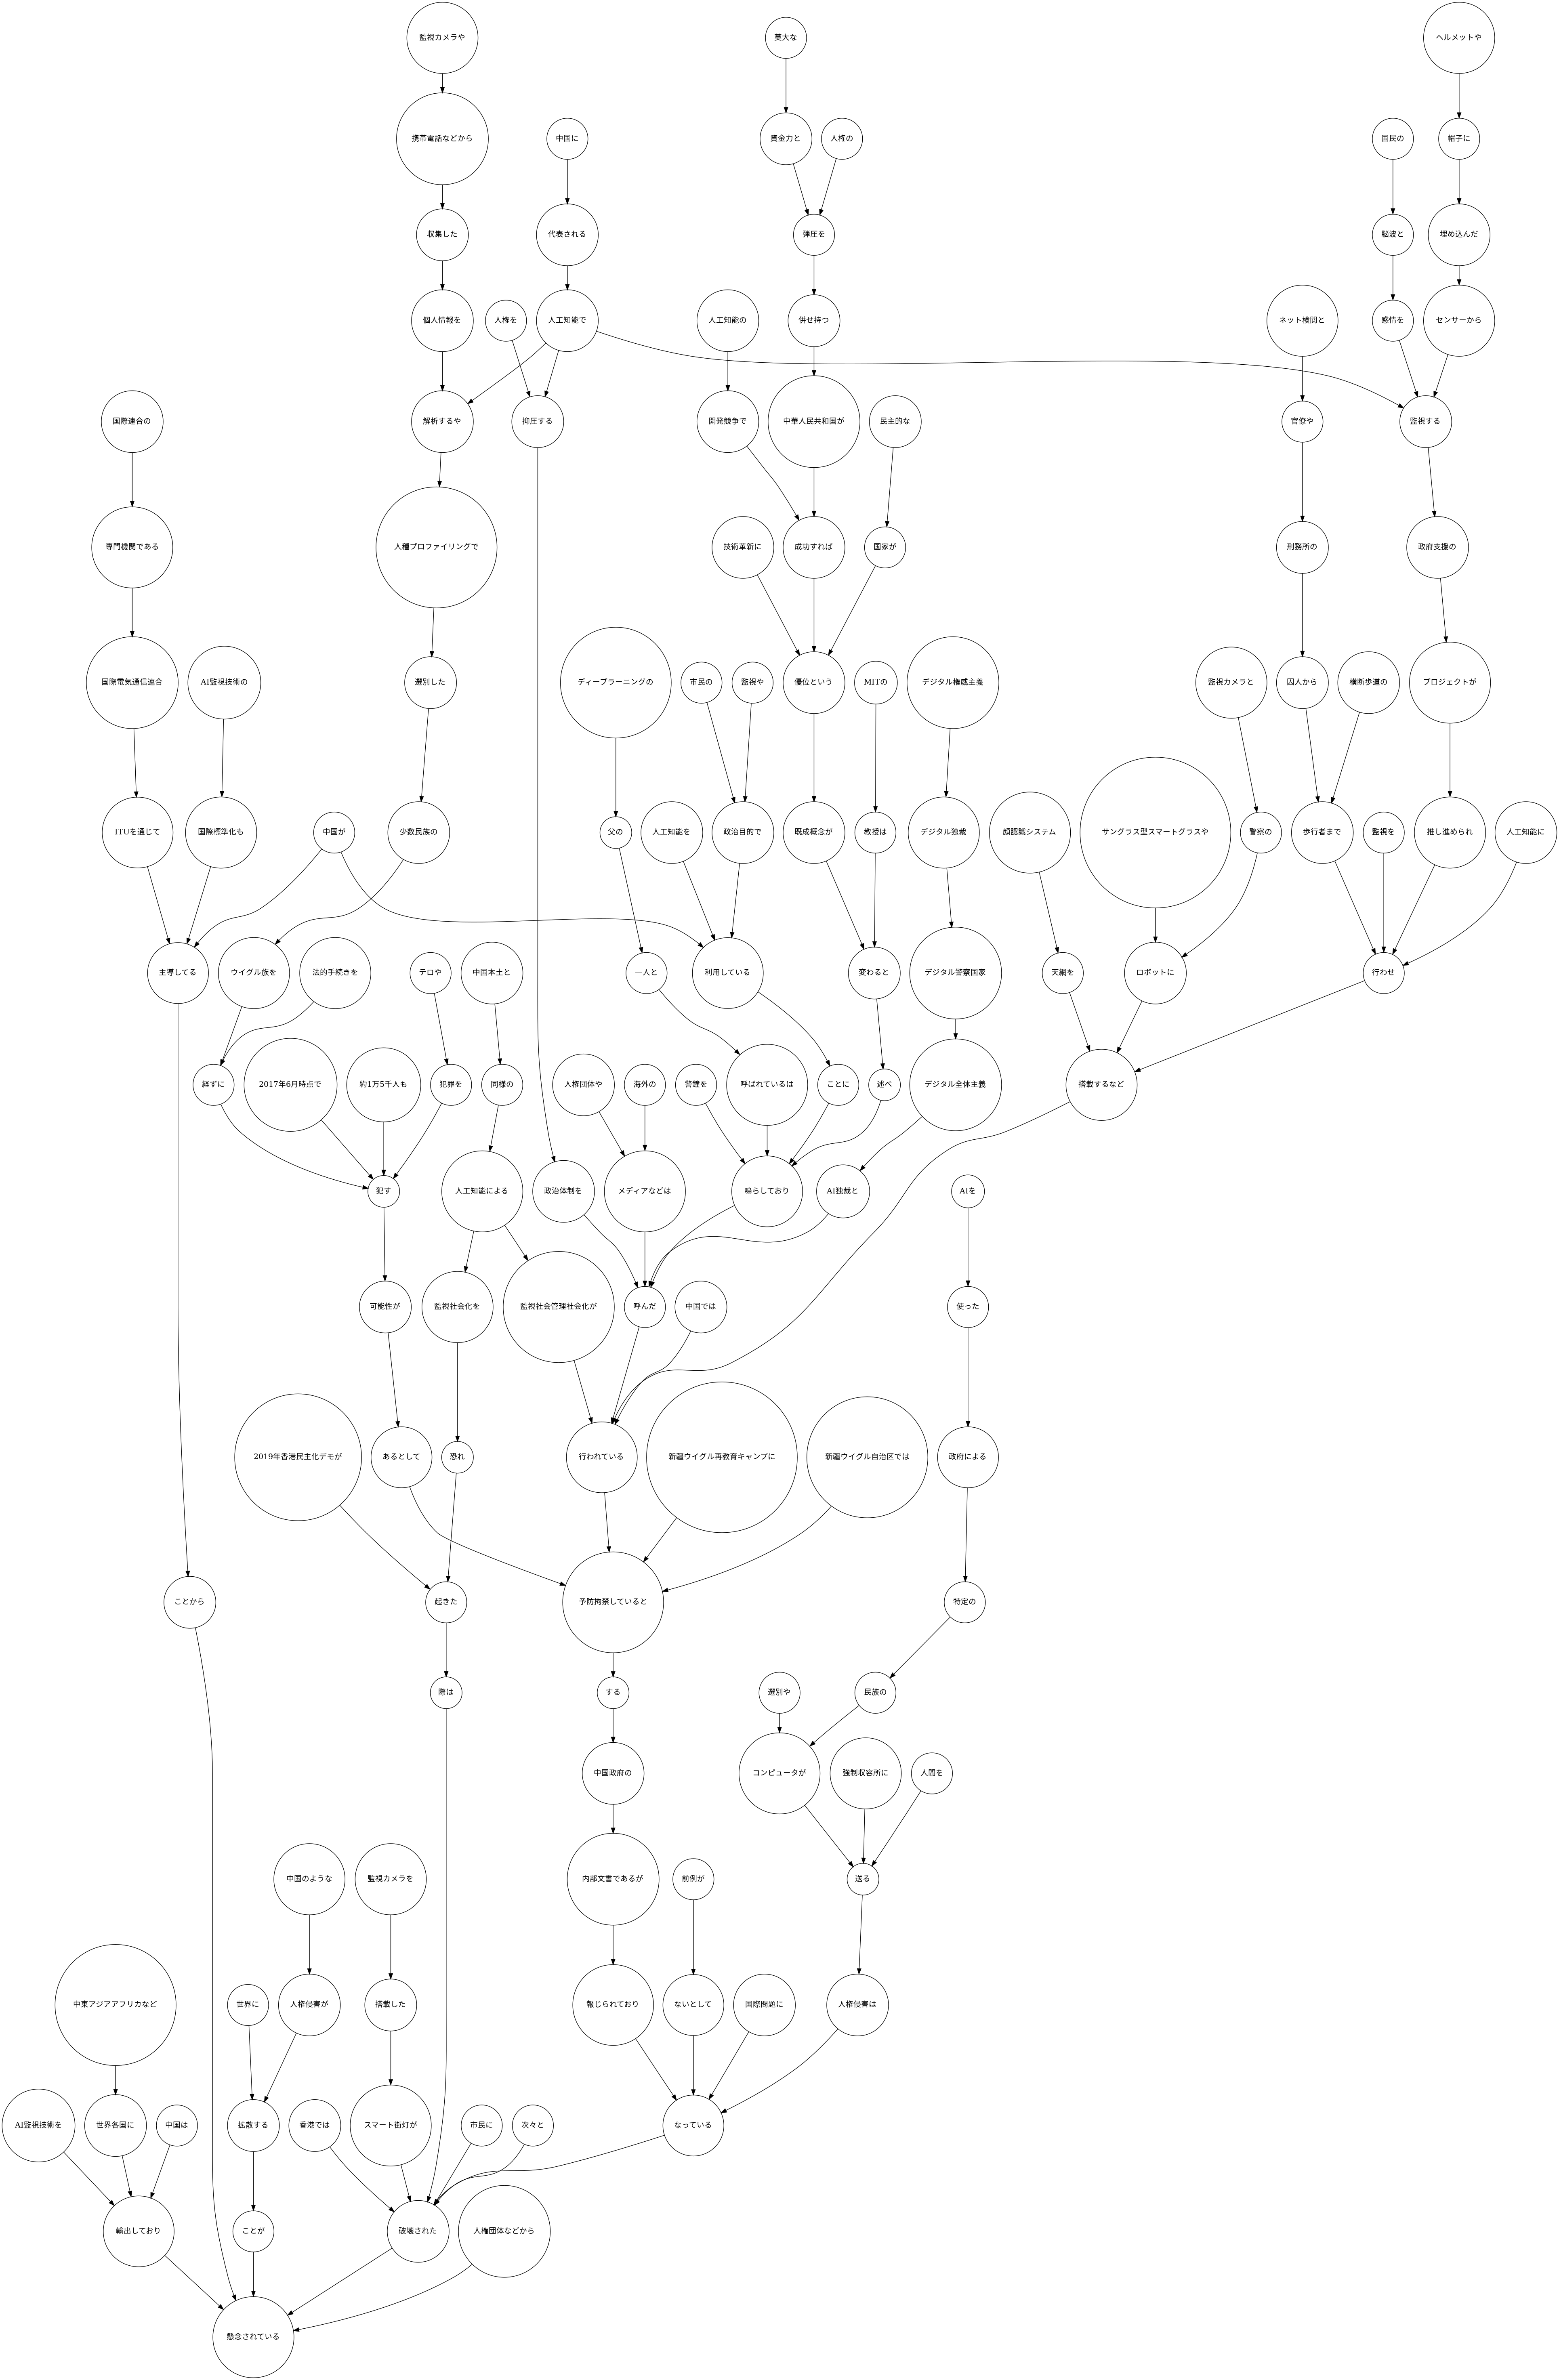 監視カメラや
莫大な
ヘルメットや
携帯電話などから
中国に
資金力と
人権の
国民の
帽子に
収集した
代表される
弾圧を
脳波と
埋め込んだ
個人情報を
人権を
人工知能で
人工知能の
併せ持つ
ネット検閲と
感情を
センサーから
国際連合の
解析するや
抑圧する
開発競争で
中華人民共和国が
民主的な
官僚や
監視する
専門機関である
人種プロファイリングで
技術革新に
成功すれば
国家が
刑務所の
政府支援の
国際電気通信連合
AI監視技術の
選別した
ディープラーニングの
市民の
監視や
優位という
MITの
デジタル権威主義
監視カメラと
囚人から
横断歩道の
プロジェクトが
ITUを通じて
国際標準化も
中国が
少数民族の
父の
人工知能を
政治目的で
既成概念が
教授は
デジタル独裁
顔認識システム
サングラス型スマートグラスや
警察の
歩行者まで
監視を
推し進められ
人工知能に
主導してる
ウイグル族を
法的手続きを
テロや
中国本土と
一人と
利用している
変わると
デジタル警察国家
天網を
ロボットに
行わせ
経ずに
2017年6月時点で
約1万5千人も
犯罪を
同様の
人権団体や
海外の
警鐘を
呼ばれているは
ことに
述べ
デジタル全体主義
搭載するなど
犯す
人工知能による
政治体制を
メディアなどは
鳴らしており
AI独裁と
AIを
可能性が
監視社会化を
監視社会管理社会化が
呼んだ
中国では
使った
2019年香港民主化デモが
あるとして
恐れ
行われている
新疆ウイグル再教育キャンプに
新疆ウイグル自治区では
政府による
ことから
起きた
予防拘禁していると
特定の
際は
する
選別や
民族の
中国政府の
コンピュータが
強制収容所に
人間を
中国のような
監視カメラを
内部文書であるが
前例が
送る
中東アジアアフリカなど
世界に
人権侵害が
搭載した
報じられており
ないとして
国際問題に
人権侵害は
AI監視技術を
世界各国に
中国は
拡散する
香港では
スマート街灯が
市民に
次々と
なっている
輸出しており
ことが
破壊された
人権団体などから
懸念されている